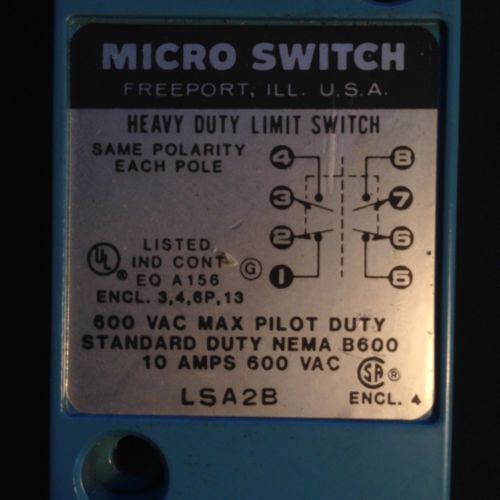 MICRO SWITCH
FREEPORT, ILL. U.S.A.
HEAVY DUTY LIMIT SWITCH
SAME POLARITY
EACH POLE
4 8
3 7
2 6
1 5
UL ®
LISTED
IND CONT
EQ A156
G
ENCL. 3,4,6P,13
600 VAC MAX PILOT DUTY
STANDARD DUTY NEMA B600
10 AMPS 600 VAC
SA ®
LSA2B
ENCL. 4